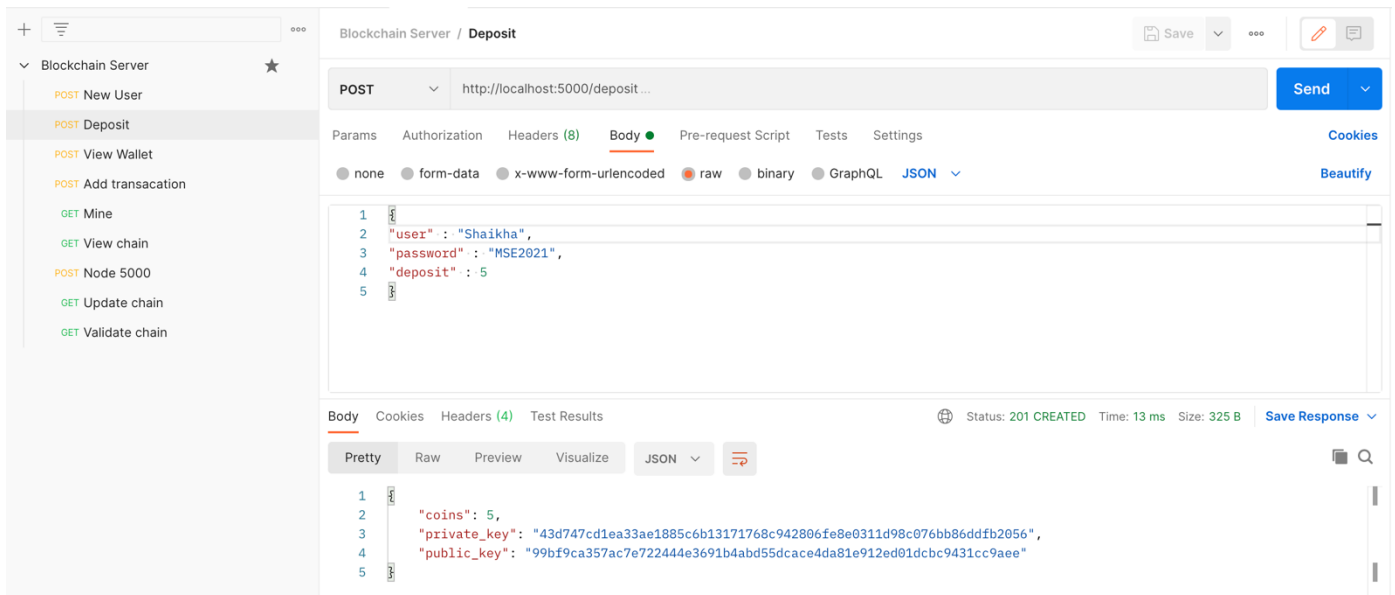 Blockchain Server / Deposit
Save
Blockchain Server
POST New User
POST Deposit
POST View Wallet
POST Add transacation
GET Mine
GET View chain
POST Node 5000
GET Update chain
GET Validate chain
POST
http://localhost:5000/deposit ...
Send
Params Authorization Headers (8) Body Pre-request Script Tests Settings Cookies
none form-data x-www-form-urlencoded raw binary GraphQL JSON Beautify
1 {
2 "user" : "Shaikha",
3 "password" : "MSE2021",
4 "deposit" : 5
5 }
Body Cookies Headers (4) Test Results Status: 201 CREATED Time: 13 ms Size: 325 B Save Response
Pretty Raw Preview Visualize JSON
1 {
2 "coins": 5,
3 "private_key": "43d747cd1ea33ae1885c6b13171768c942806fe8e0311d98c076bb86ddfb2056",
4 "public_key": "99bf9ca357ac7e722444e3691b4abd55dcace4da81e912ed01dcbc9431cc9aee"
5 }